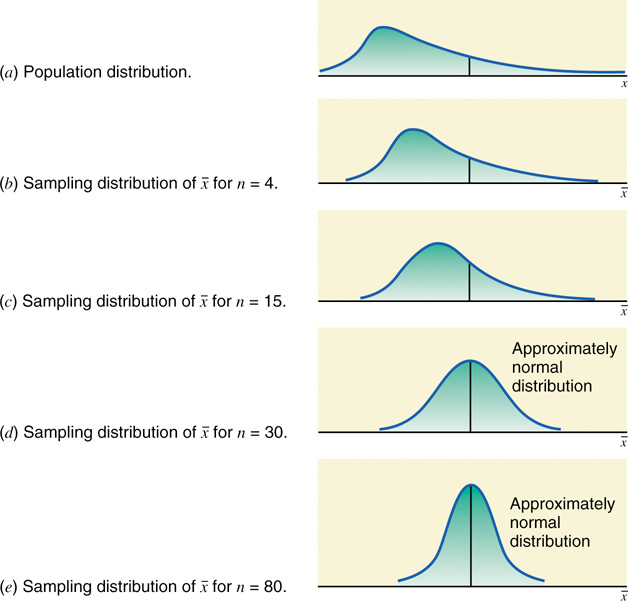 (a) Population distribution.
x
(b) Sampling distribution of x̄ for n = 4.
x̄
(c) Sampling distribution of x̄ for n = 15.
x̄
Approximately
normal
distribution
(d) Sampling distribution of x̄ for n = 30.
x̄
Approximately
normal
distribution
(e) Sampling distribution of x̄ for n = 80.
x̄